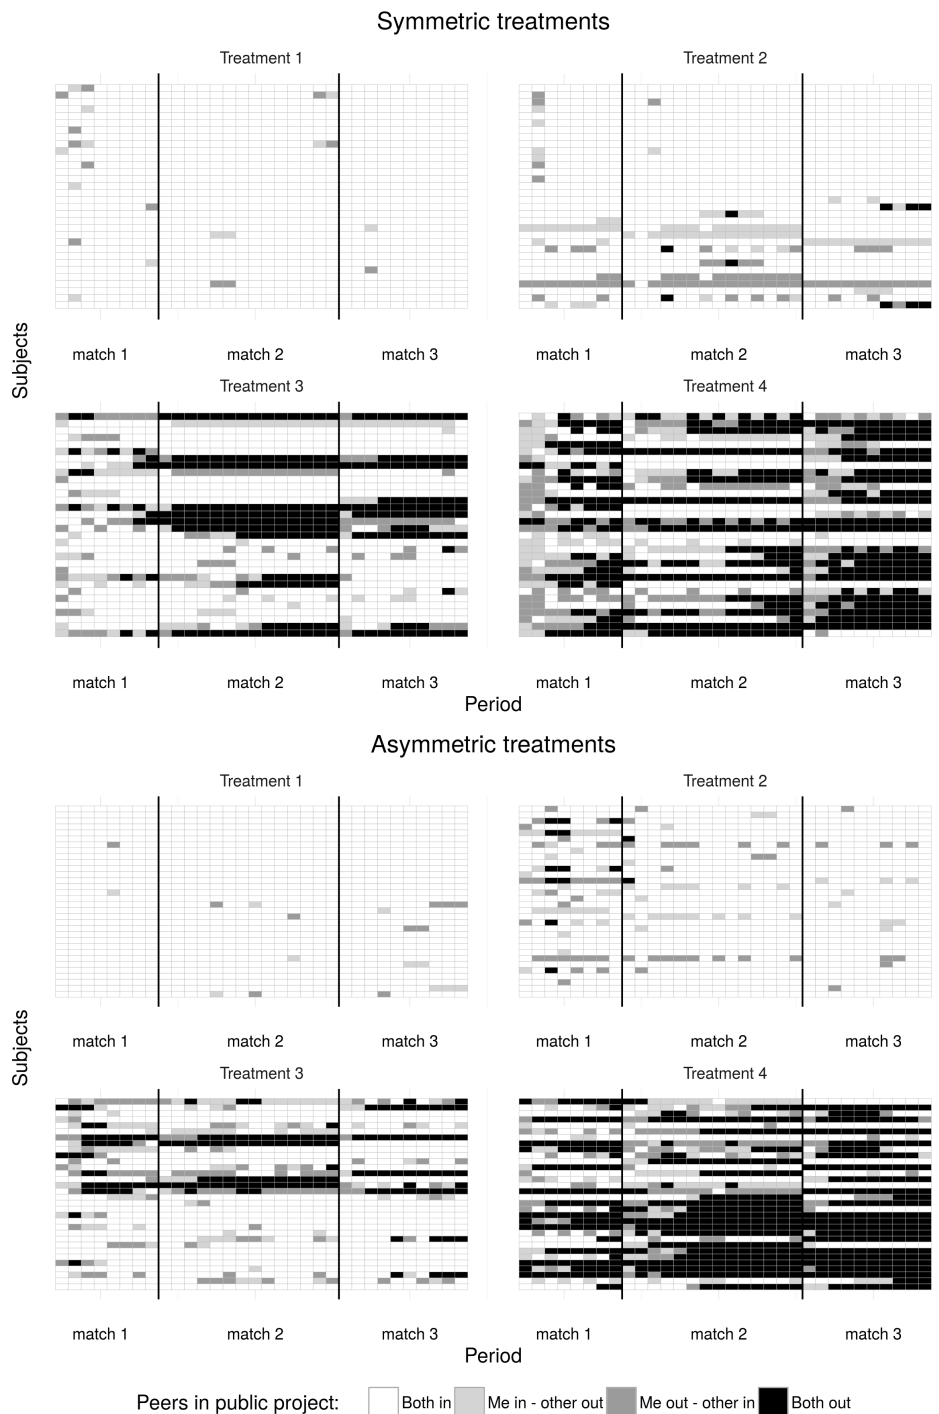 Symmetric treatments
Treatment 1
Treatment 2
match 1
match 2
match 3
match 1
match 2
match 3
Subjects
Treatment 3
Treatment 4
match 1
match 2
match 3
match 1
match 2
match 3
Period
Asymmetric treatments
Treatment 1
Treatment 2
match 1
match 2
match 3
match 1
match 2
match 3
Subjects
Treatment 3
Treatment 4
match 1
match 2
match 3
match 1
match 2
match 3
Period
Peers in public project: Both in Me in - other out Me out - other in Both out